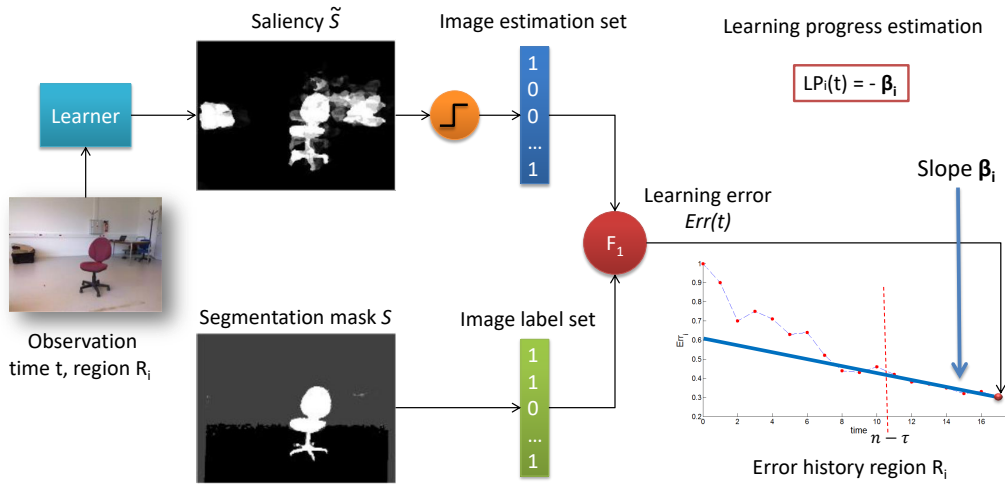 Saliency S̃
Image estimation set
Learning progress estimation
LPi(t) = - βi
Learner
1
0
0
...
1
Slope βi
Learning error
Err(t)
F1
Observation
time t, region Ri
Segmentation mask S
Image label set
1
1
0
...
1
1
0.9
0.8
0.7
0.6
0.5
0.4
0.3
0.2
Erri
0 2 4 6 8 10 12 14 16
time
n − τ
Error history region Ri